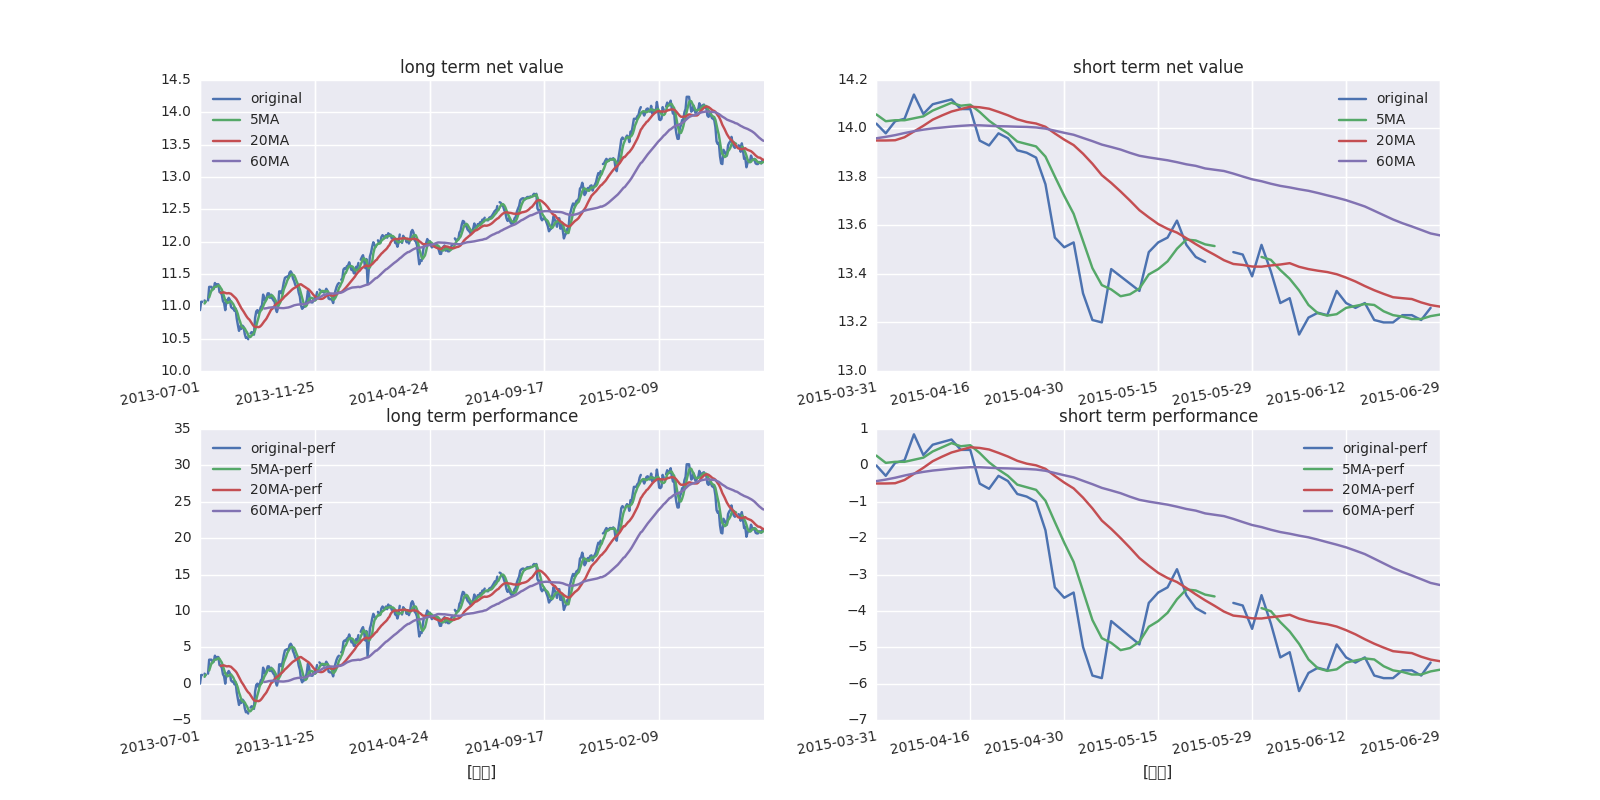 long term net value
14.5
14.0
13.5
13.0
12.5
12.0
11.5
11.0
10.5
10.0
original
5MA
20MA
60MA
2013-07-01
2013-11-25
2014-04-24
2014-09-17
2015-02-09
short term net value
14.2
14.0
13.8
13.6
13.4
13.2
13.0
original
5MA
20MA
60MA
2015-03-31
2015-04-16
2015-04-30
2015-05-15
2015-05-29
2015-06-12
2015-06-29
long term performance
35
30
25
20
15
10
5
0
−5
original-perf
5MA-perf
20MA-perf
60MA-perf
2013-07-01
2013-11-25
2014-04-24
2014-09-17
2015-02-09
short term performance
1
0
−1
−2
−3
−4
−5
−6
−7
original-perf
5MA-perf
20MA-perf
60MA-perf
2015-03-31
2015-04-16
2015-04-30
2015-05-15
2015-05-29
2015-06-12
2015-06-29